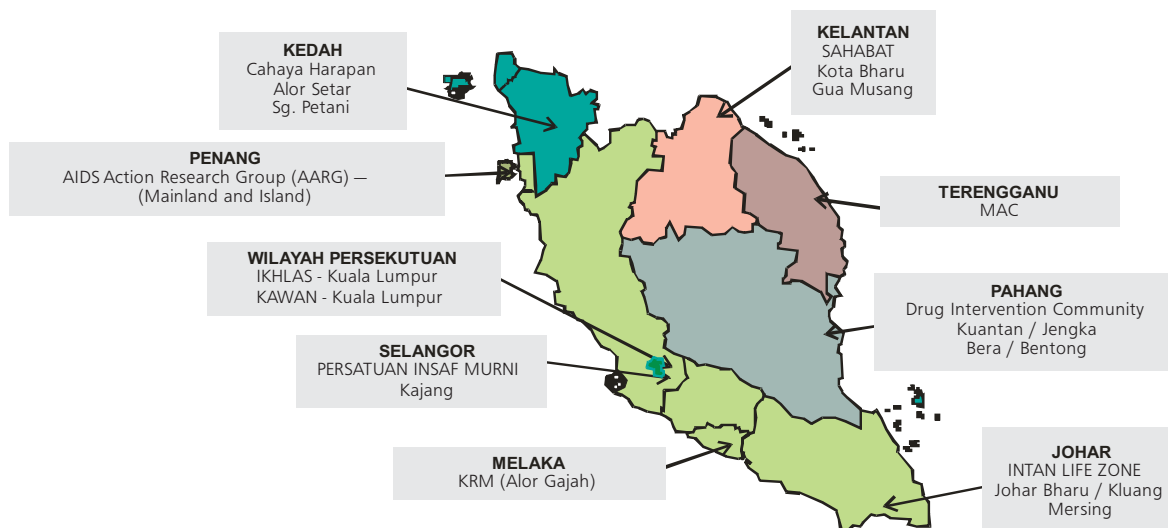 KEDAH
Cahaya Harapan
Alor Setar
Sg. Petani
KELANTAN
SAHABAT
Kota Bharu
Gua Musang
PENANG
AIDS Action Research Group (AARG) —
(Mainland and Island)
TERENGGANU
MAC
WILAYAH PERSEKUTUAN
IKHLAS - Kuala Lumpur
KAWAN - Kuala Lumpur
PAHANG
Drug Intervention Community
Kuantan / Jengka
Bera / Bentong
SELANGOR
PERSATUAN INSAF MURNI
Kajang
MELAKA
KRM (Alor Gajah)
JOHAR
INTAN LIFE ZONE
Johar Bharu / Kluang
Mersing